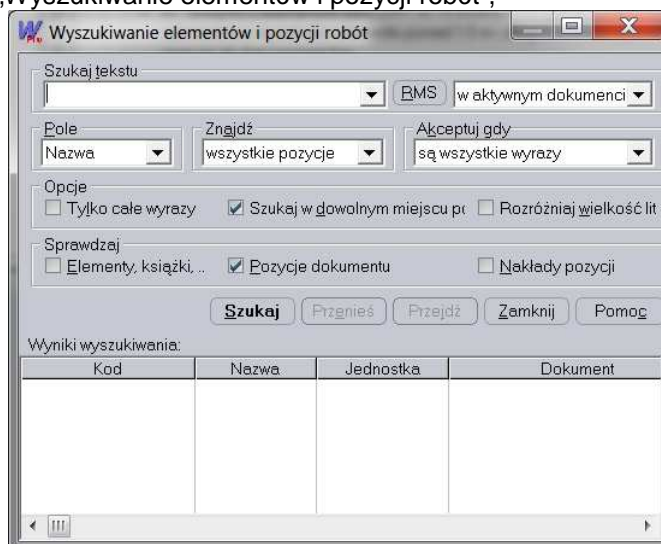 „Wyszukiwanie elementów i pozycji robót",
Wyszukiwanie elementów i pozycji robót
Szukaj tekstu
BMS w aktywnym dokumenci
Pole Znajdź Akceptuj gdy
Nazwa wszystkie pozycje są wszystkie wyrazy
Opcje
Tylko całe wyrazy Szukaj w dowolnym miejscu po Rozróżniaj wielkość lit
Sprawdzaj
Elementy, książki, .. Pozycje dokumentu Nakłady pozycji
Szukaj Przenieś Przejdź Zamknij Pomoc
Wyniki wyszukiwania:
Kod Nazwa Jednostka Dokument